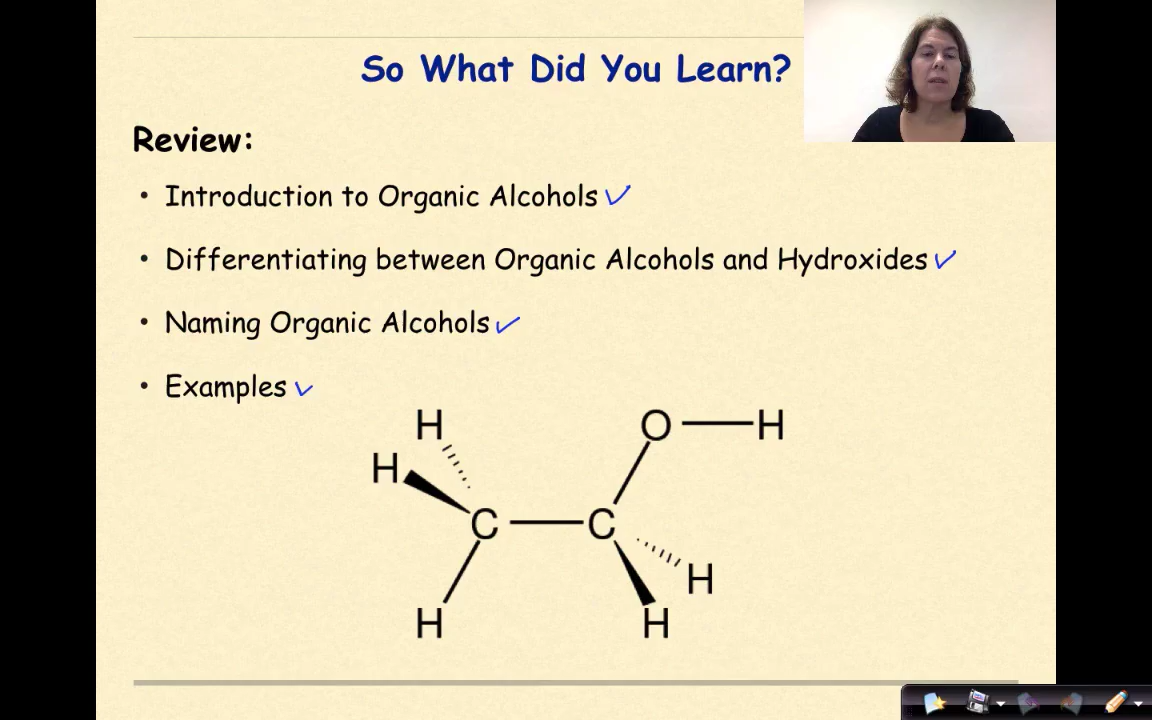 So What Did You Learn?
Review:
• Introduction to Organic Alcohols ✓
• Differentiating between Organic Alcohols and Hydroxides ✓
• Naming Organic Alcohols ✓
• Examples ✓
H O H
H
C C
H
H H